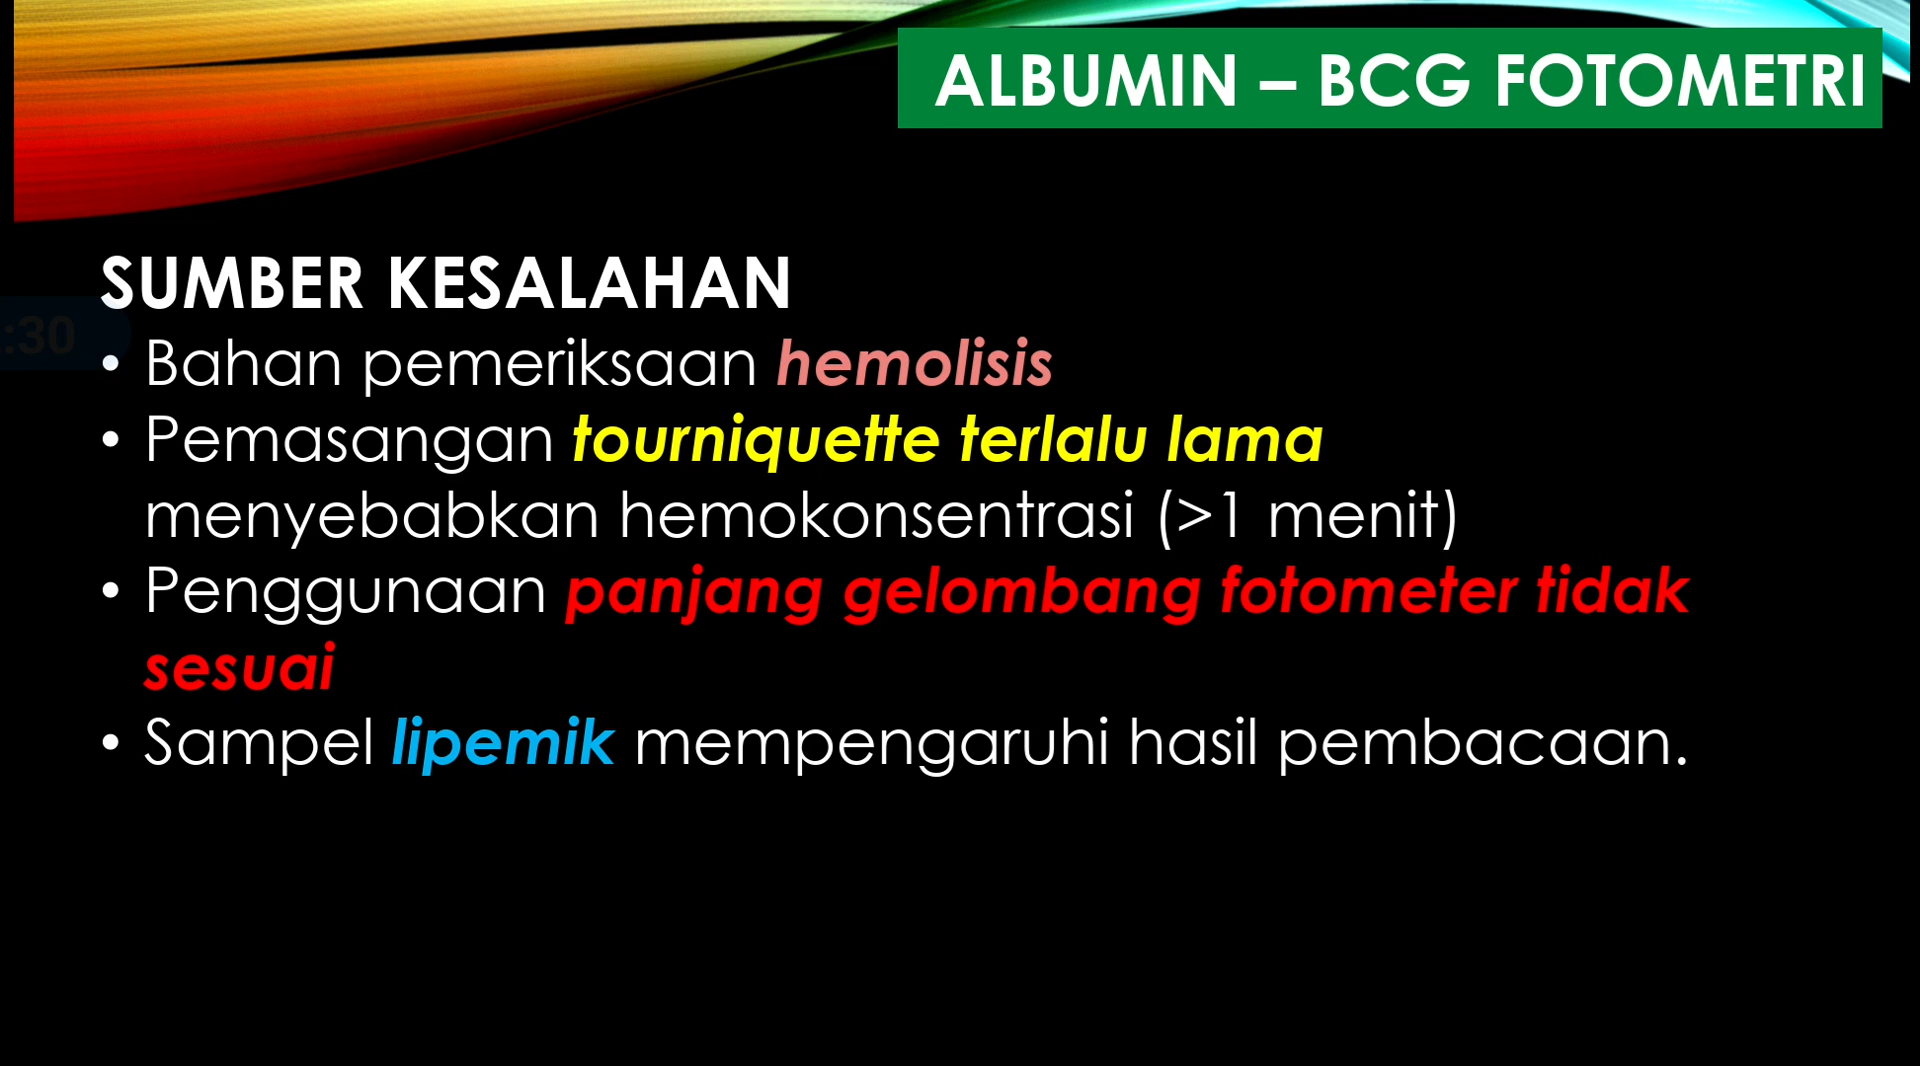 ALBUMIN – BCG FOTOMETRI
SUMBER KESALAHAN
:30
• Bahan pemeriksaan hemolisis
• Pemasangan tourniquette terlalu lama
menyebabkan hemokonsentrasi (>1 menit)
• Penggunaan panjang gelombang fotometer tidak
sesuai
• Sampel lipemik mempengaruhi hasil pembacaan.